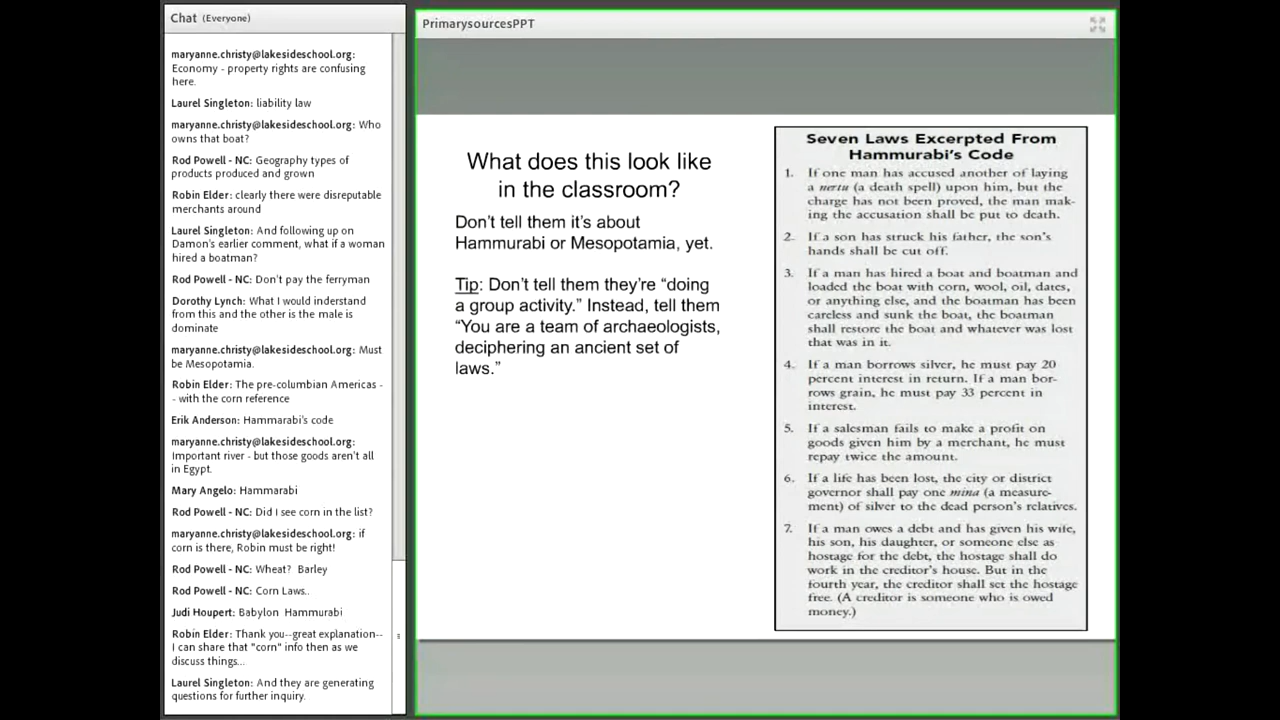 Chat (Everyone)
maryanne.christy@lakesideschool.org:
Economy - property rights are confusing
here.
Laurel Singleton: liability law
maryanne.christy@lakesideschool.org: Who
owns that boat?
Rod Powell - NC: Geography types of
products produced and grown
Robin Elder: clearly there were disreputable
merchants around
Laurel Singleton: And following up on
Damon's earlier comment, what if a woman
hired a boatman?
Rod Powell - NC: Don't pay the ferryman
Dorothy Lynch: What I would inderstand
from this and the other is the male is
dominate
maryanne.christy@lakesideschool.org: Must
be Mesopotamia.
Robin Elder: The pre-columbian Americas -
- with the corn reference
Erik Anderson: Hammarabi's code
maryanne.christy@lakesideschool.org:
Important river - but those goods aren't all
in Egypt.
Mary Angelo: Hammarabi
Rod Powell - NC: Did I see corn in the list?
maryanne.christy@lakesideschool.org: if
corn is there, Robin must be right!
Rod Powell - NC: Wheat? Barley
Rod Powell - NC: Corn Laws..
Judi Houpert: Babylon Hammurabi
Robin Elder: Thank you--great explanation--
I can share that "corn" info then as we
discuss things...
Laurel Singleton: And they are generating
questions for further inquiry.
PrimarysourcesPPT
What does this look like
in the classroom?
Don't tell them it's about
Hammurabi or Mesopotamia, yet.
Tip: Don't tell them they're “doing
a group activity.” Instead, tell them
“You are a team of archaeologists,
deciphering an ancient set of
laws.”
Seven Laws Excerpted From
Hammurabi's Code
1. If one man has accused another of laying
a nertu (a death spell) upon him, but the
charge has not been proved, the man mak-
ing the accusation shall be put to death.
2. If a son has struck his father, the son's
hands shall be cut off.
3. If a man has hired a boat and boatman and
loaded the boat with corn, wool, oil, dates,
or anything else, and the boatman has been
careless and sunk the boat, the boatman
shall restore the boat and whatever was lost
that was in it.
4. If a man borrows silver, he must pay 20
percent interest in return. If a man bor-
rows grain, he must pay 33 percent in
interest.
5. If a salesman fails to make a profit on
goods given him by a merchant, he must
repay twice the amount.
6. If a life has been lost, the city or district
governor shall pay one mina (a measure-
ment) of silver to the dead person's relatives.
7. If a man owes a debt and has given his wife,
his son, his daughter, or someone else as
hostage for the debt, the hostage shall do
work in the creditor's house. But in the
fourth year, the creditor shall set the hostage
free. (A creditor is someone who is owed
money.)